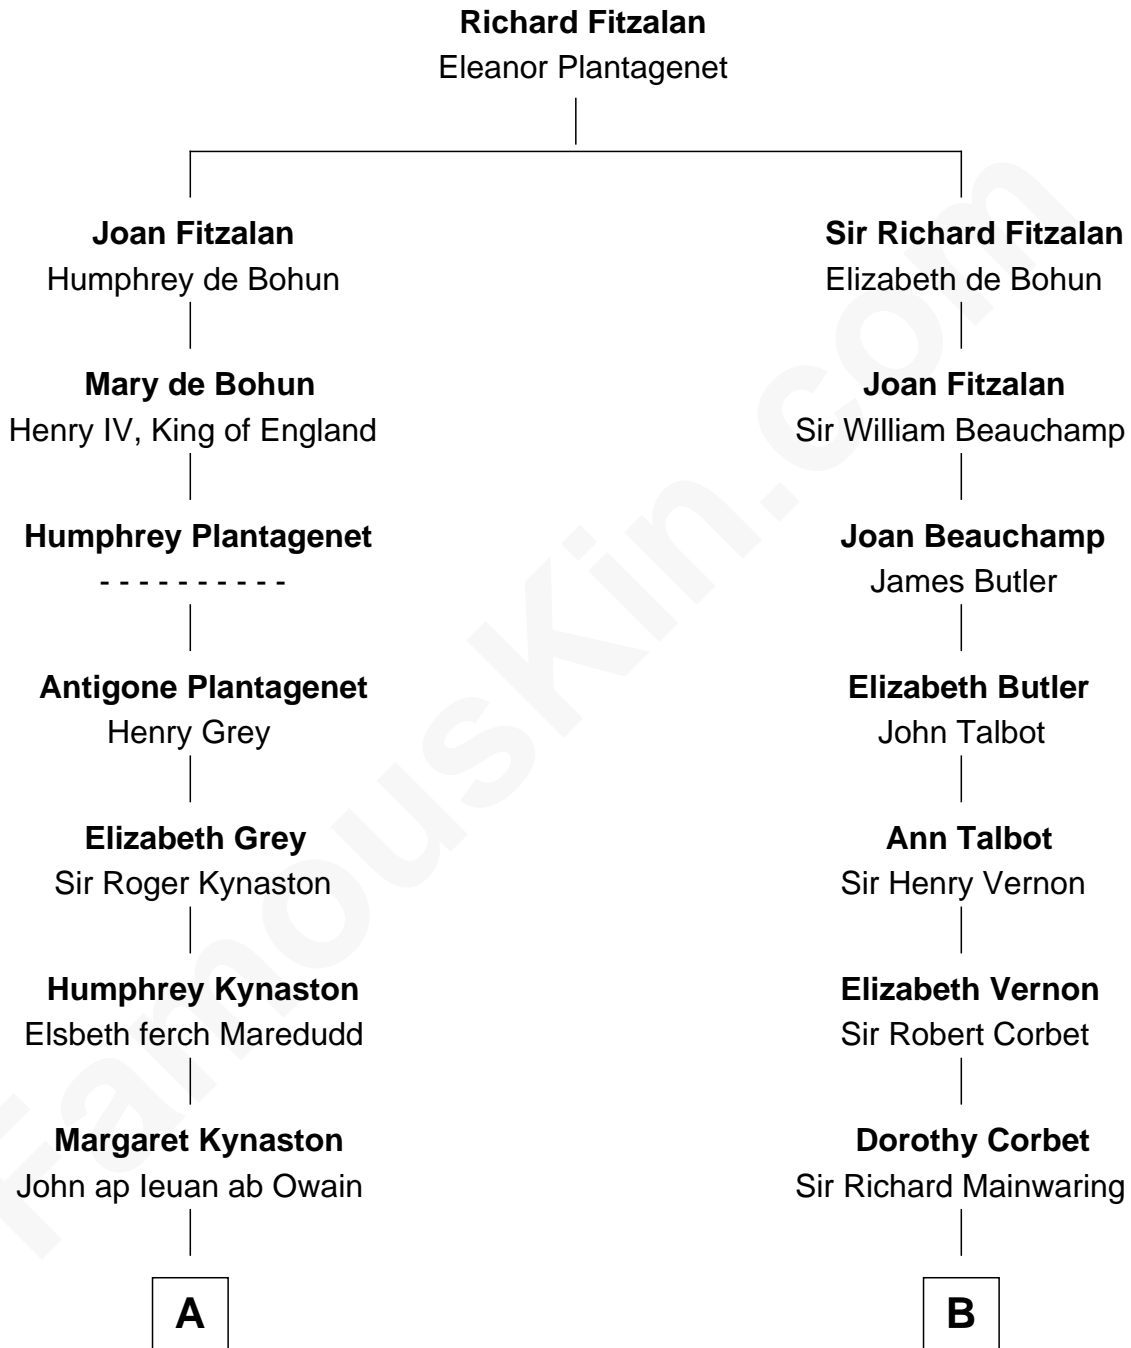 Richard Fitzalan
Eleanor Plantagenet
Joan Fitzalan
Humphrey de Bohun
Sir Richard Fitzalan
Elizabeth de Bohun
Mary de Bohun
Henry IV, King of England
Joan Fitzalan
Sir William Beauchamp
Humphrey Plantagenet
- - - - - - - - - -
Joan Beauchamp
James Butler
Antigone Plantagenet
Henry Grey
Elizabeth Butler
John Talbot
Elizabeth Grey
Sir Roger Kynaston
Ann Talbot
Sir Henry Vernon
Humphrey Kynaston
Elsbeth ferch Maredudd
Elizabeth Vernon
Sir Robert Corbet
Margaret Kynaston
John ap Ieuan ab Owain
Dorothy Corbet
Sir Richard Mainwaring
A
B
FamousKin.com